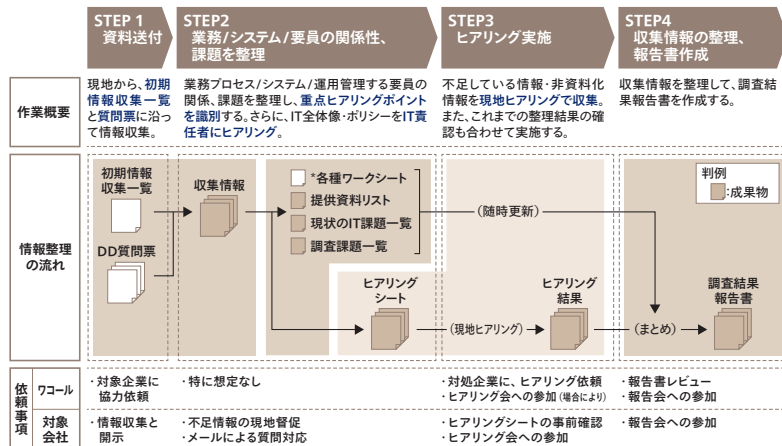 STEP 1
資料送付
STEP2
業務/システム/要員の関係性、
課題を整理
STEP3
ヒアリング実施
STEP4
収集情報の整理、
報告書作成
作業概要
現地から、初期
情報収集一覧
と質問票に沿っ
て情報収集。
業務プロセス/システム/運用管理する要員の
関係、課題を整理し、重点ヒアリングポイント
を識別する。さらに、IT全体像・ポリシーをIT責
任者にヒアリング。
不足している情報・非資料化
情報を現地ヒアリングで収集。
また、これまでの整理結果の確
認も合わせて実施する。
収集情報を整理して、調査結
果報告書を作成する。
情報整理
の流れ
初期情報
収集一覧
DD質問票
収集情報
*各種ワークシート
提供資料リスト
現状のIT課題一覧
調査課題一覧
(随時更新)
判例
:成果物
ヒアリング
シート
(現地ヒアリング)
ヒアリング
結果
(まとめ)
調査結果
報告書
依頼事項
ワコール
・対象企業に
協力依頼
・特に想定なし
・対処企業に、ヒアリング依頼
・ヒアリング会への参加(場合により)
・報告書レビュー
・報告会への参加
対象
会社
・情報収集と
開示
・不足情報の現地督促
・メールによる質問対応
・ヒアリングシートの事前確認
・ヒアリング会への参加
・報告会への参加